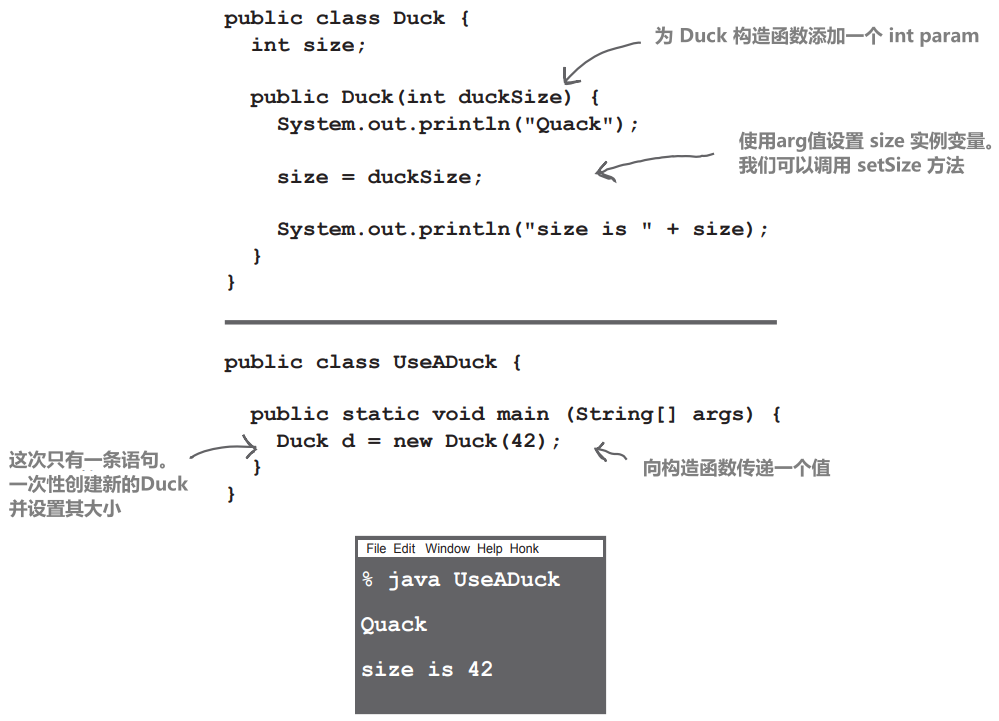 public class Duck {
int size;
为 Duck 构造函数添加一个 int param
public Duck(int duckSize) {
System.out.println("Quack");
使用arg值设置 size 实例变量。
我们可以调用 setSize 方法
size = duckSize;
System.out.println("size is " + size);
}
}
public class UseADuck {
public static void main (String[] args) {
Duck d = new Duck(42);
这次只有一条语句。
一次性创建新的Duck
并设置其大小
向构造函数传递一个值
}
}
File Edit Window Help Honk
% java UseADuck
Quack
size is 42